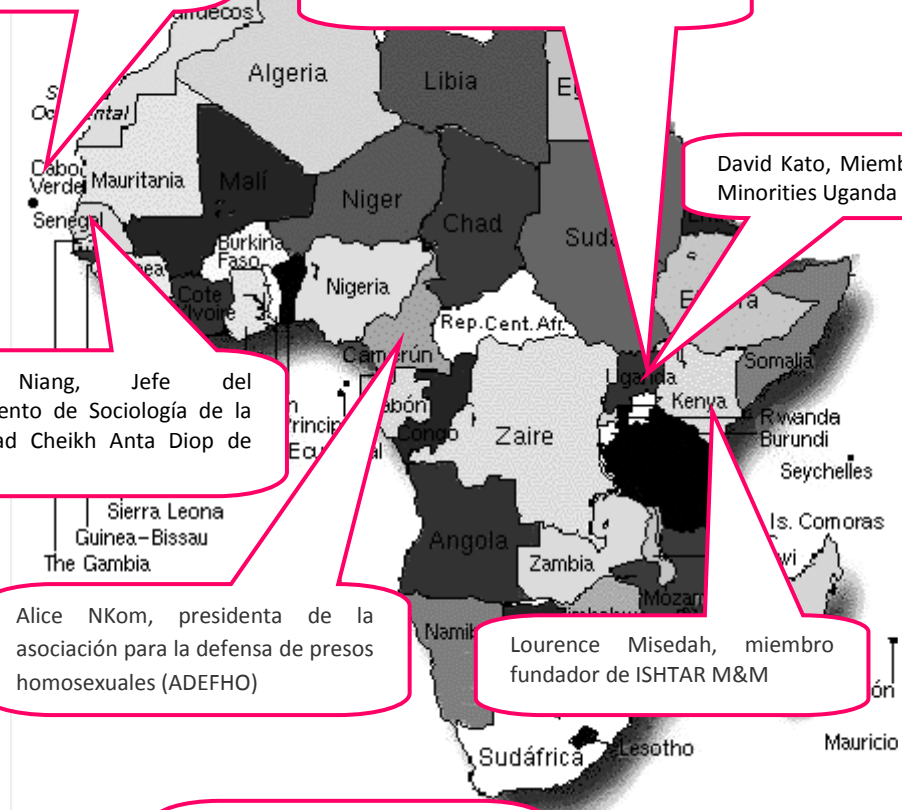 Algeria
Libia
Cabo
Verde
Mauritania
Malí
Niger
Chad
David Kato,
Minorities Uganda
Senegal
Burkina
Faso
Nigeria
Cote
Rep.Cent.Afr.
Camerún
Uganda
Somalia
Kenya
Niang, Jefe del
de Sociología de la
Cheikh Anta Diop de
Congo
Zaire
Rwanda
Burundi
Seychelles
Sierra Leona
Guinea-Bissau
The Gambia
Angola
Zambia
Is. Comoras
Alice NKom, presidenta de la
asociación para la defensa de presos
homosexuales (ADEFHO)
Lourence Misedah, miembro
fundador de ISHTAR M&M
Sudáfrica
Lesotho
Mauricio